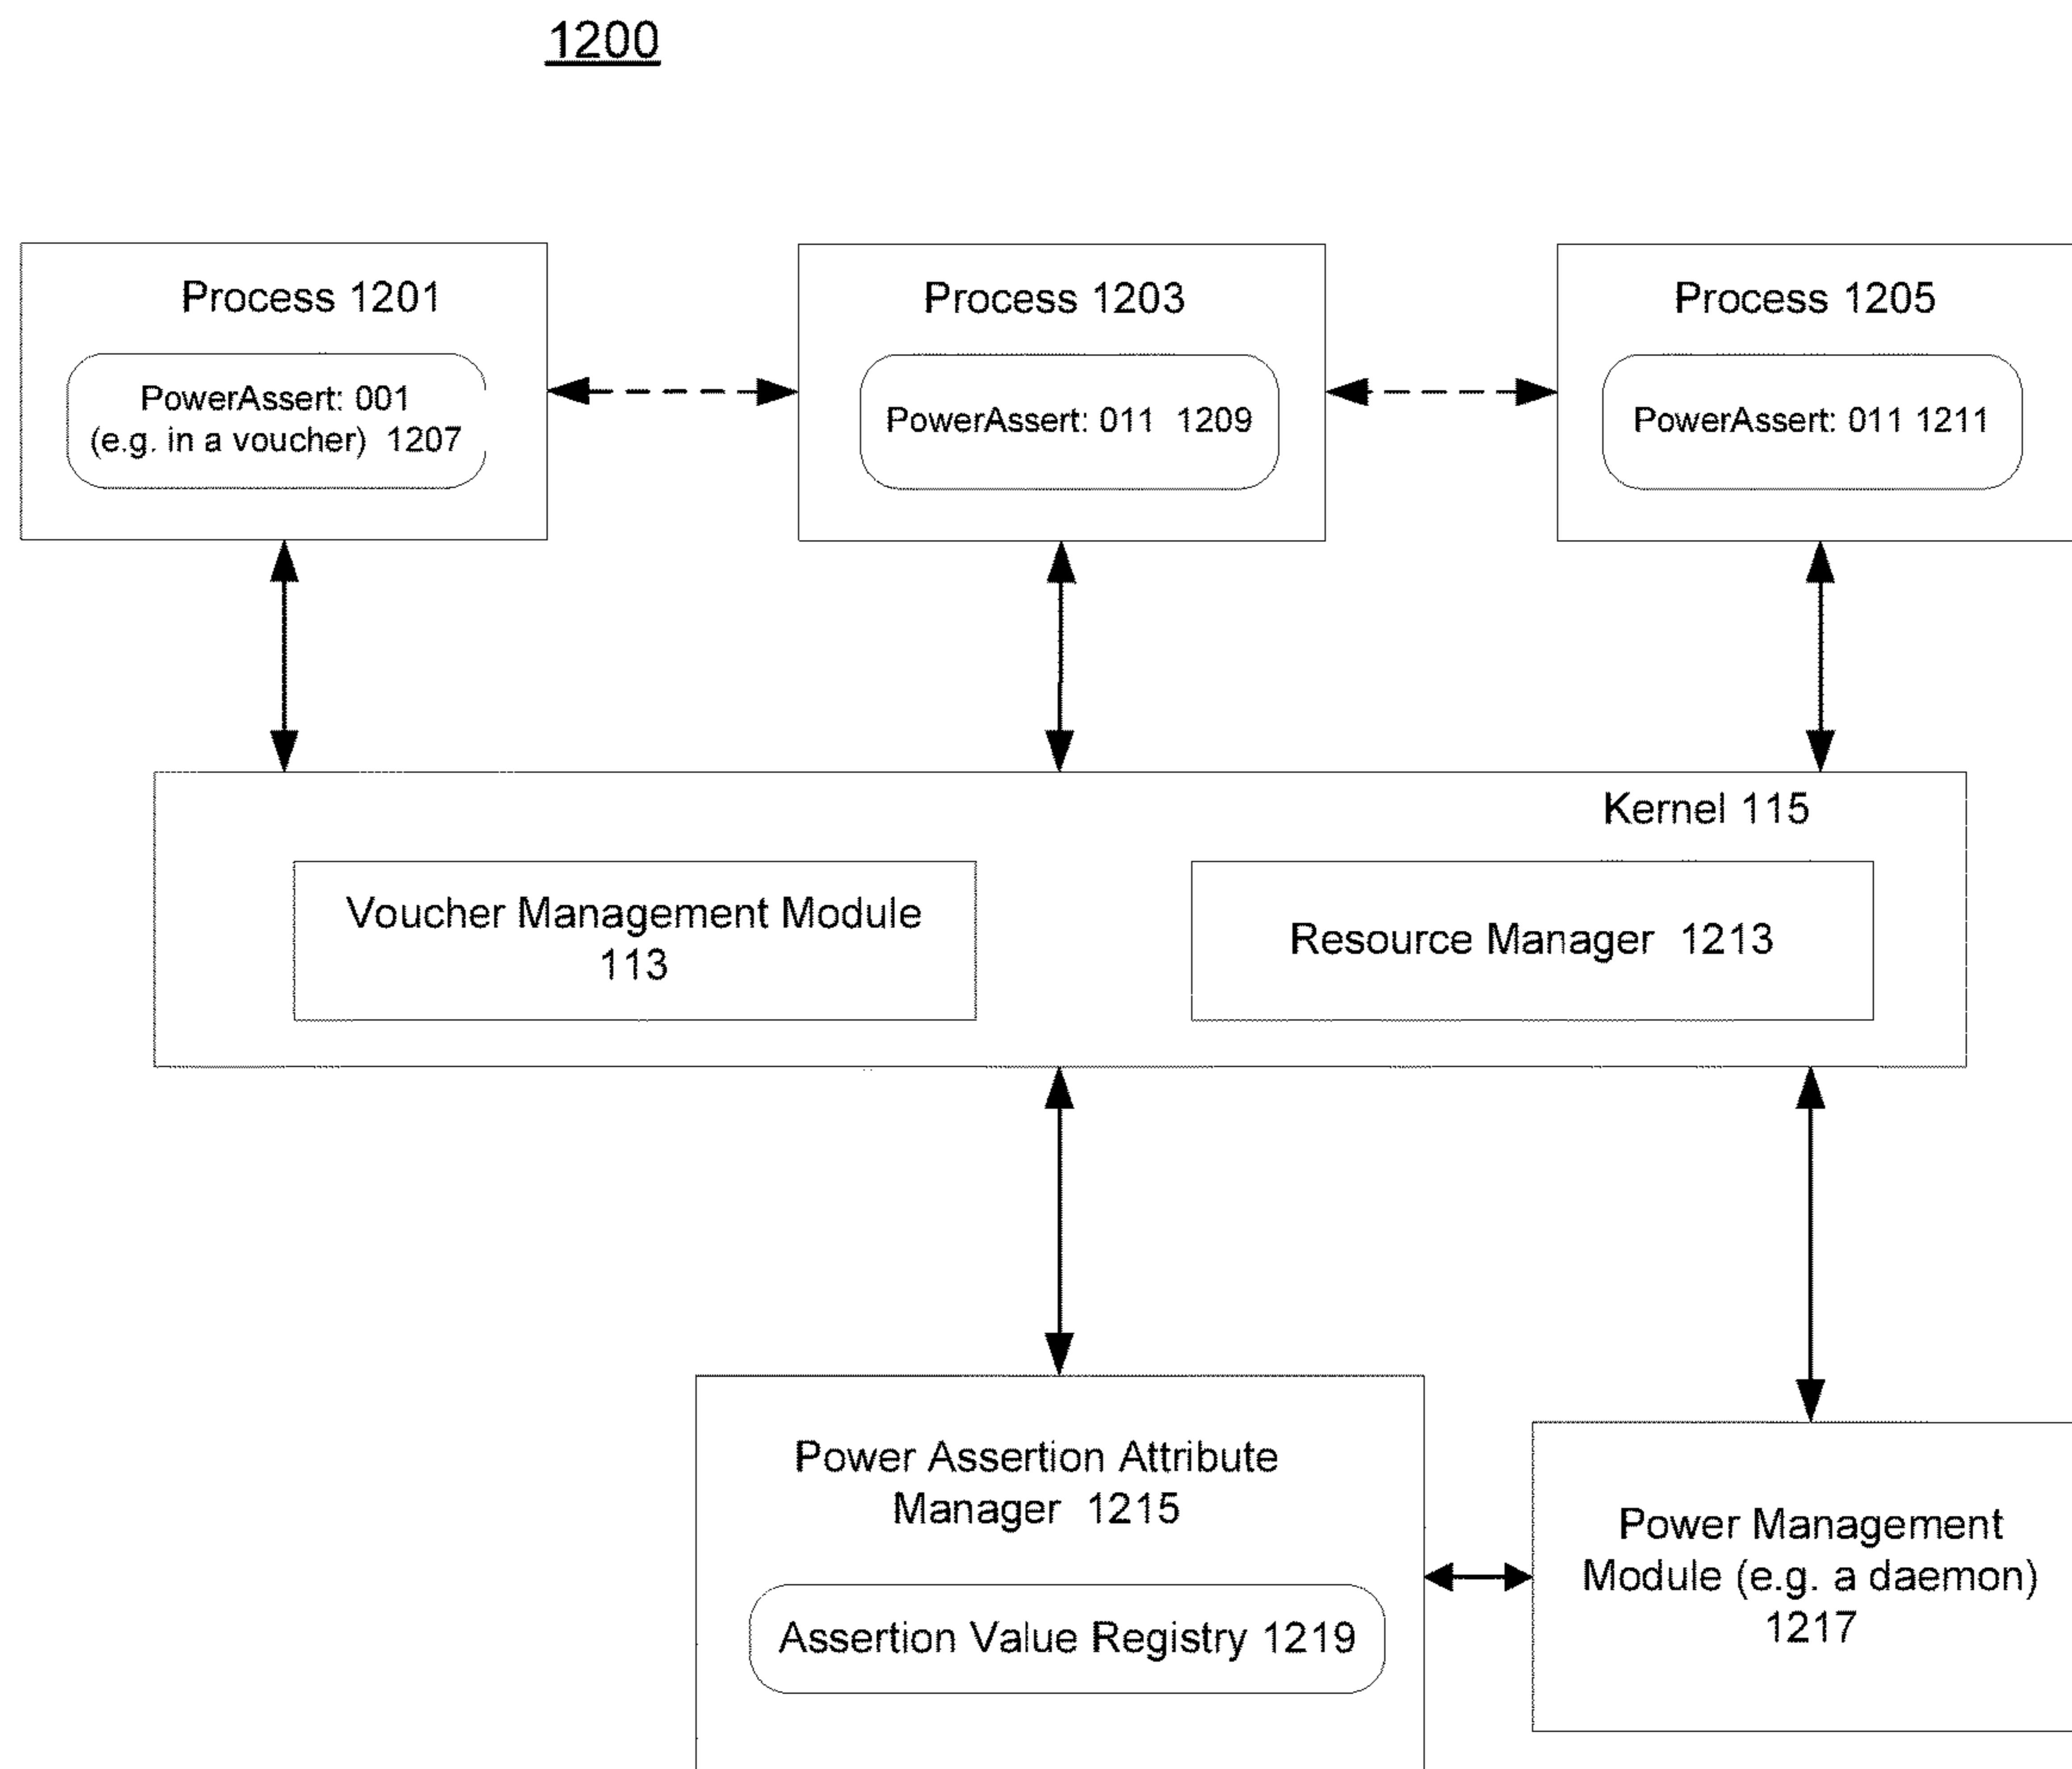 1200
Process 1201
PowerAssert: 001
(e.g. in a voucher) 1207
Process 1203
PowerAssert: 011 1209
Process 1205
PowerAssert: 011 1211
Kernel 115
Voucher Management Module
113
Resource Manager 1213
Power Assertion Attribute
Manager 1215
Assertion Value Registry 1219
Power Management
Module (e.g. a daemon)
1217